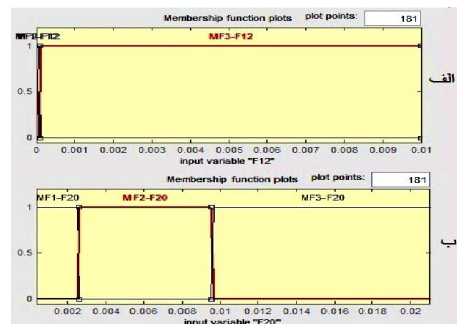 Membership function plots plot points: 181
MF3-F12
1
0.5
0
0 0.001 0.002 0.003 0.004 0.005 0.006 0.007 0.008 0.009 0.01
input variable "F12"
الف
Membership function plots plot points: 181
MF1-F20 MF2-F20 MF3-F20
1
0.5
0
0.002 0.004 0.006 0.008 0.01 0.012 0.014 0.016 0.018 0.02
input variable "F20"
ب